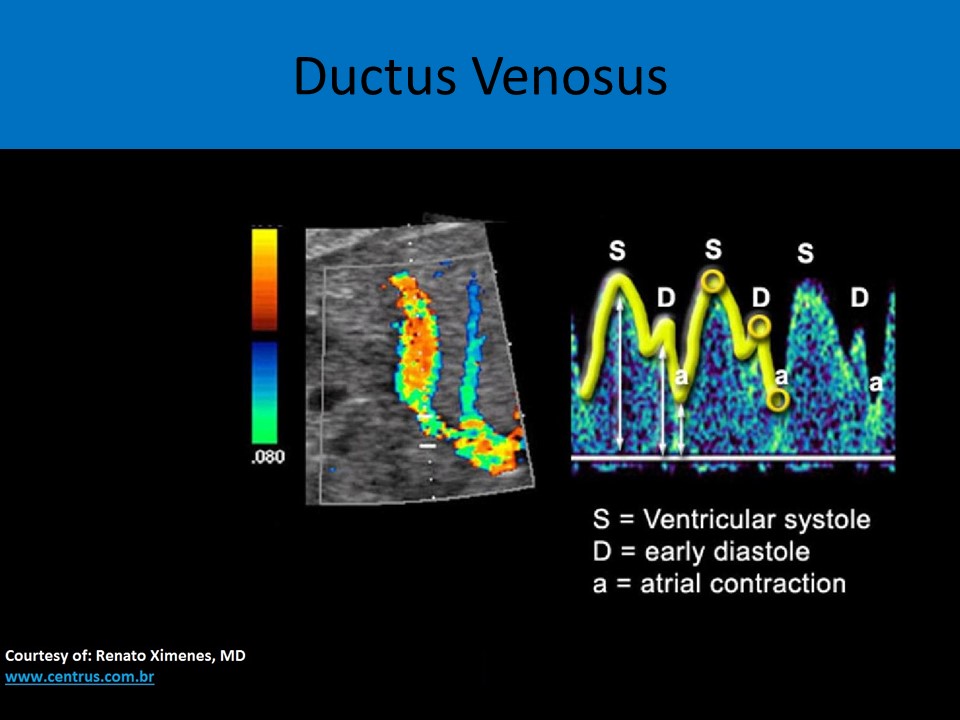 Ductus Venosus
.080
S
S
S
D
D
D
a
a
a
S = Ventricular systole
D = early diastole
a = atrial contraction
Courtesy of: Renato Ximenes, MD
www.centrus.com.br